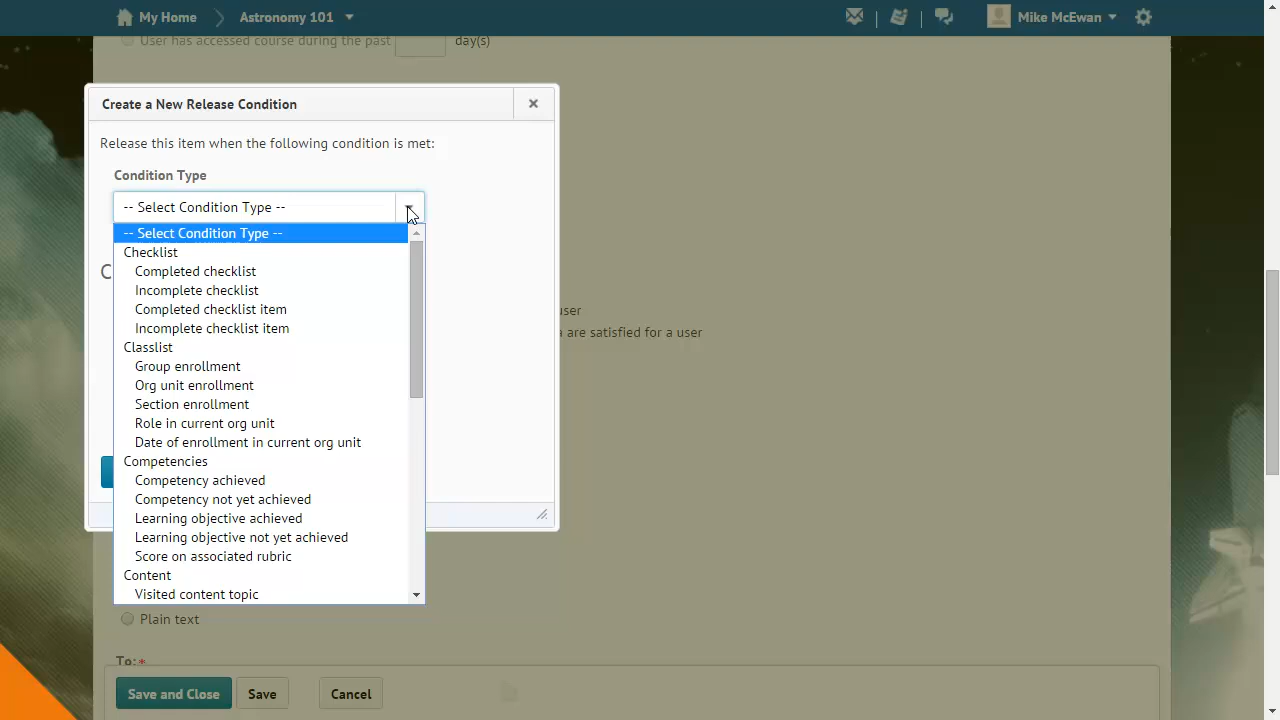 My Home
Astronomy 101
Mike McEwan
User has accessed course during the past
day(s)
Create a New Release Condition
Release this item when the following condition is met:
Condition Type
-- Select Condition Type --
-- Select Condition Type --
Checklist
Completed checklist
Incomplete checklist
Completed checklist item
Incomplete checklist item
Classlist
Group enrollment
Org unit enrollment
Section enrollment
Role in current org unit
Date of enrollment in current org unit
Competencies
Competency achieved
Competency not yet achieved
Learning objective achieved
Learning objective not yet achieved
Score on associated rubric
Content
Visited content topic
C
user
a are satisfied for a user
Plain text
To: *
Save and Close
Save
Cancel